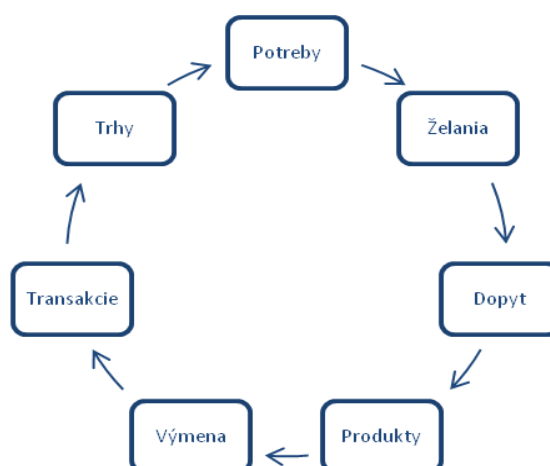 Potreby
Želania
Dopyt
Produkty
Výmena
Transakcie
Trhy